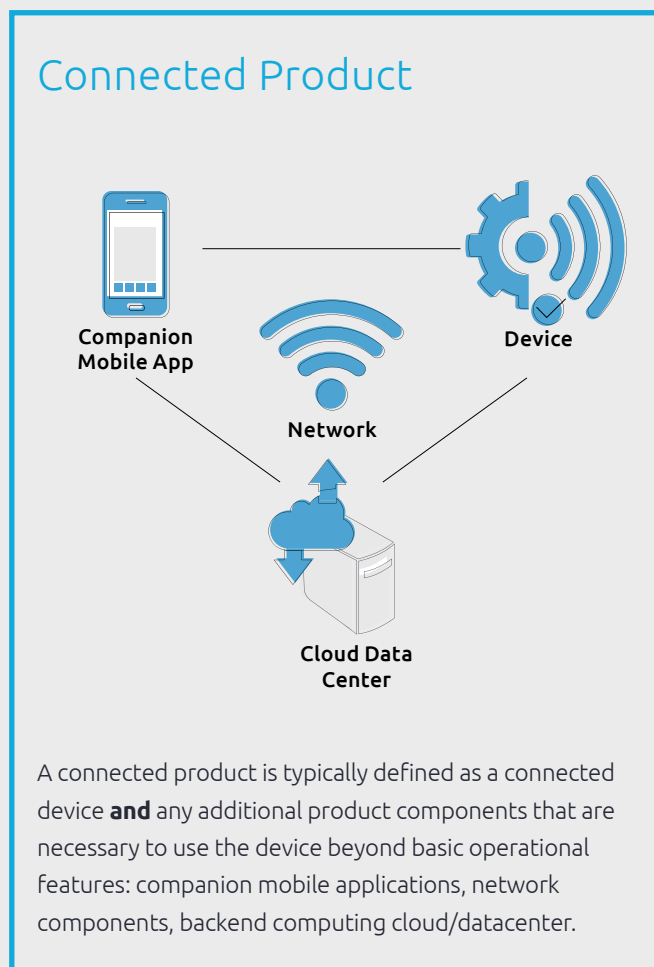 Connected Product
Companion
Mobile App
Device
Network
Cloud Data
Center
A connected product is typically defined as a connected
device and any additional product components that are
necessary to use the device beyond basic operational
features: companion mobile applications, network
components, backend computing cloud/datacenter.